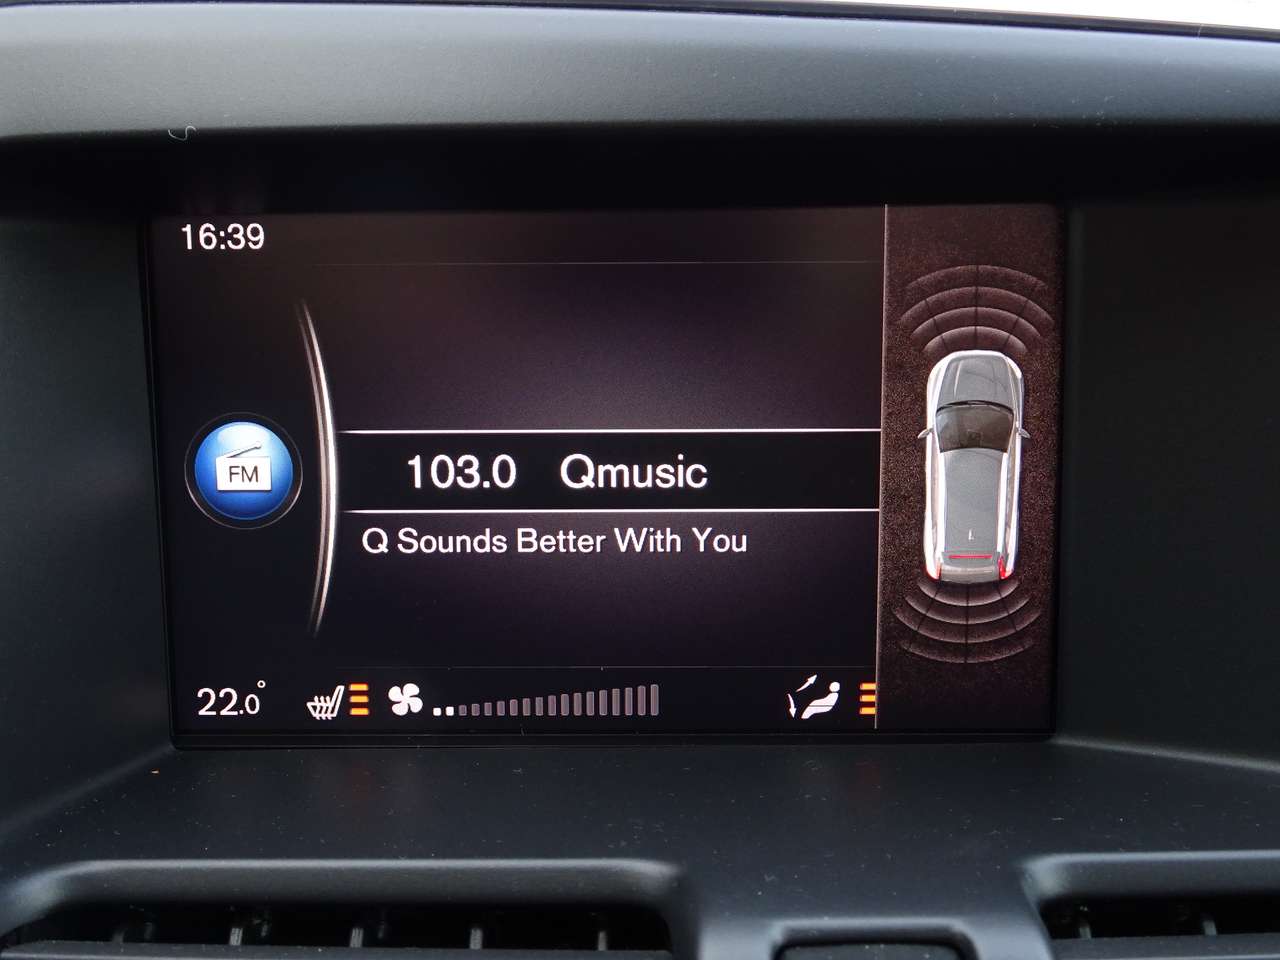 16:39
FM
103.0 Qmusic
Q Sounds Better With You
22.0°